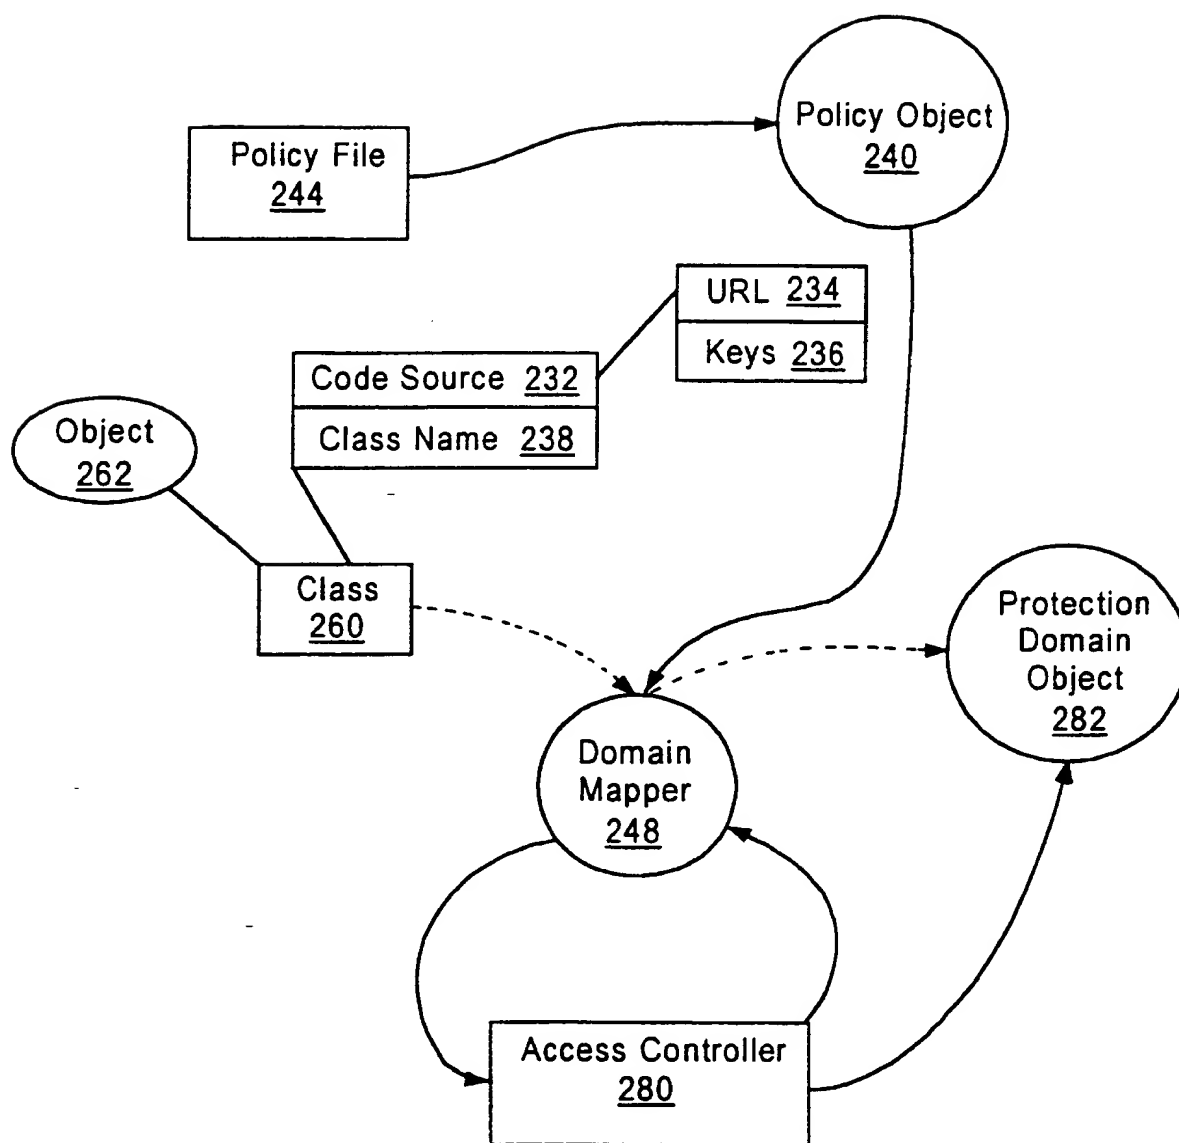 Policy Object
240
Policy File
244
URL 234
Keys 236
Code Source 232
Class Name 238
Object
262
Class
260
Protection
Domain
Object
282
Domain
Mapper
248
Access Controller
280